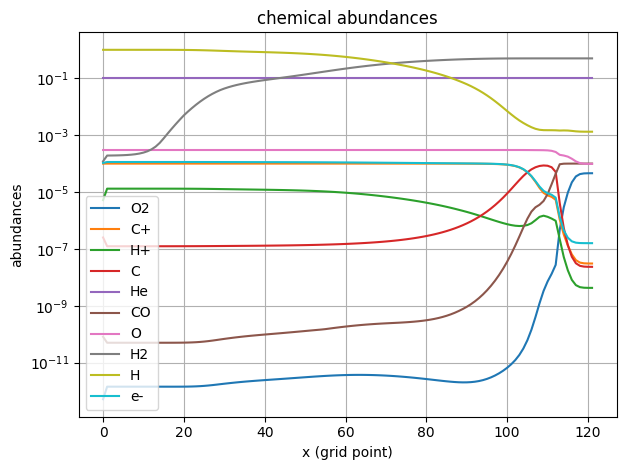 chemical abundances
abundances
10⁻¹
10⁻³
10⁻⁵
10⁻⁷
10⁻⁹
10⁻¹¹
O2
C+
H+
C
He
CO
O
H2
H
e-
0 20 40 60 80 100 120
x (grid point)